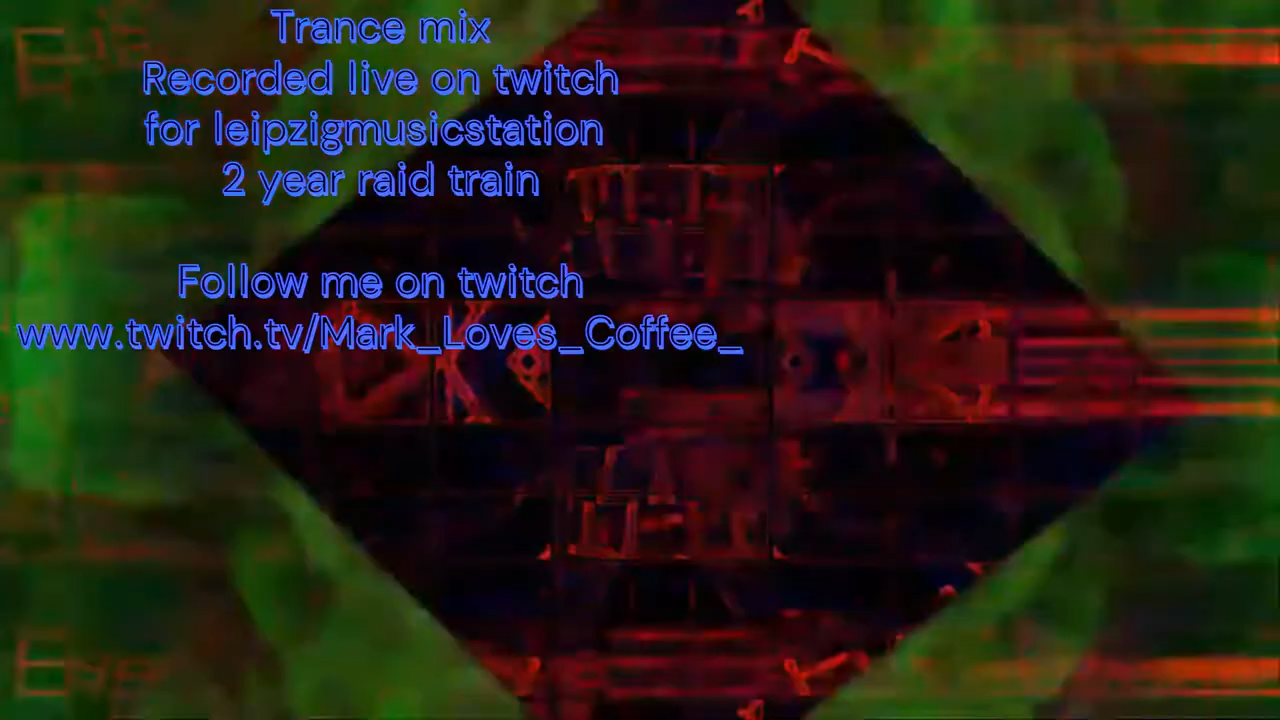 Trance mix
Recorded live on twitch
for leipzigmusicstation
2 year raid train
Follow me on twitch
www.twitch.tv/Mark_Loves_Coffee_